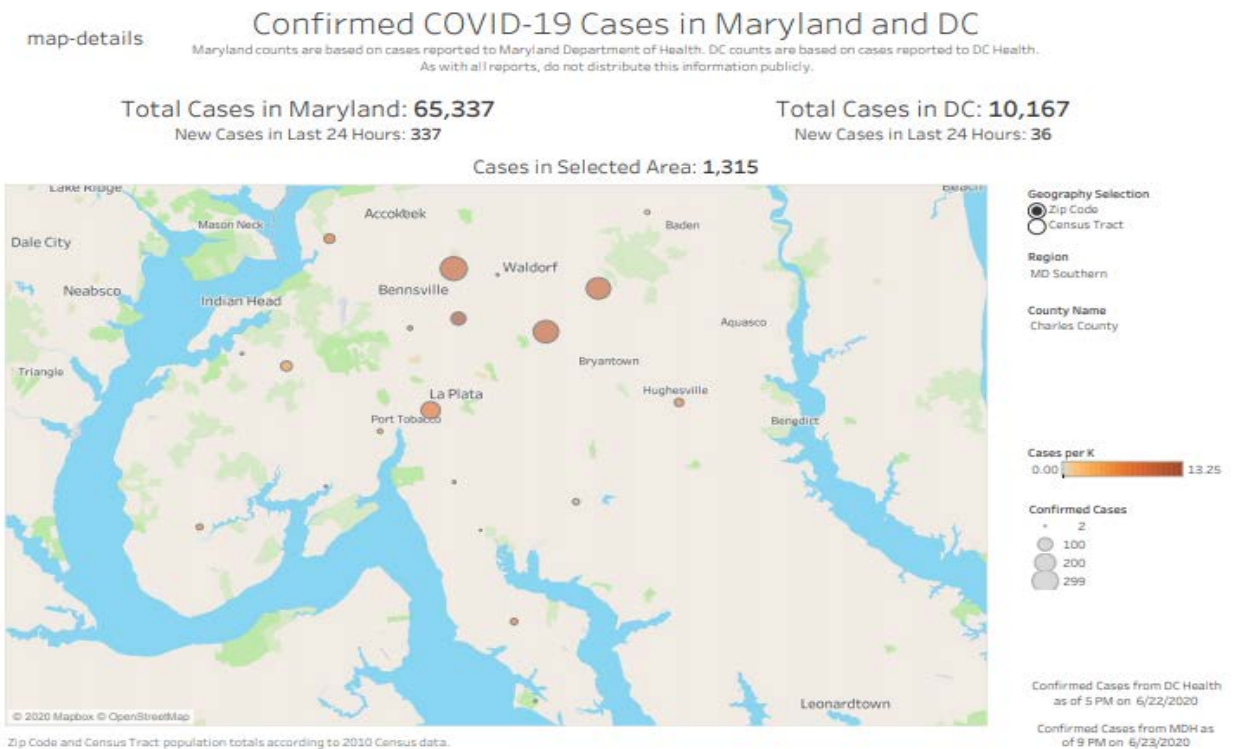 map-details
Confirmed COVID-19 Cases in Maryland and DC
Maryland counts are based on cases reported to Maryland Department of Health. DC counts are based on cases reported to DC Health.
As with all reports, do not distribute this information publicly.
Total Cases in Maryland: 65,337
New Cases in Last 24 Hours: 337
Total Cases in DC: 10,167
New Cases in Last 24 Hours: 36
Cases in Selected Area: 1,315
Lake Ridge
Beach
Accokeek
Mason Neck
Baden
Dale City
Waldorf
Neabsco
Bennsville
Indian Head
Aquasco
Bryantown
Triangle
Hughesville
La Plata
Port Tobacco
Benedict
Leonardtown
© 2020 Mapbox © OpenStreetMap
Geography Selection
Zip Code
Census Tract
Region
MD Southern
County Name
Charles County
Cases per K
0.00 13.25
Confirmed Cases
2
100
200
299
Confirmed Cases from DC Health
as of 5 PM on 6/22/2020
Confirmed Cases from MDH as
of 9 PM on 6/23/2020
Zip Code and Census Tract population totals according to 2010 Census data.